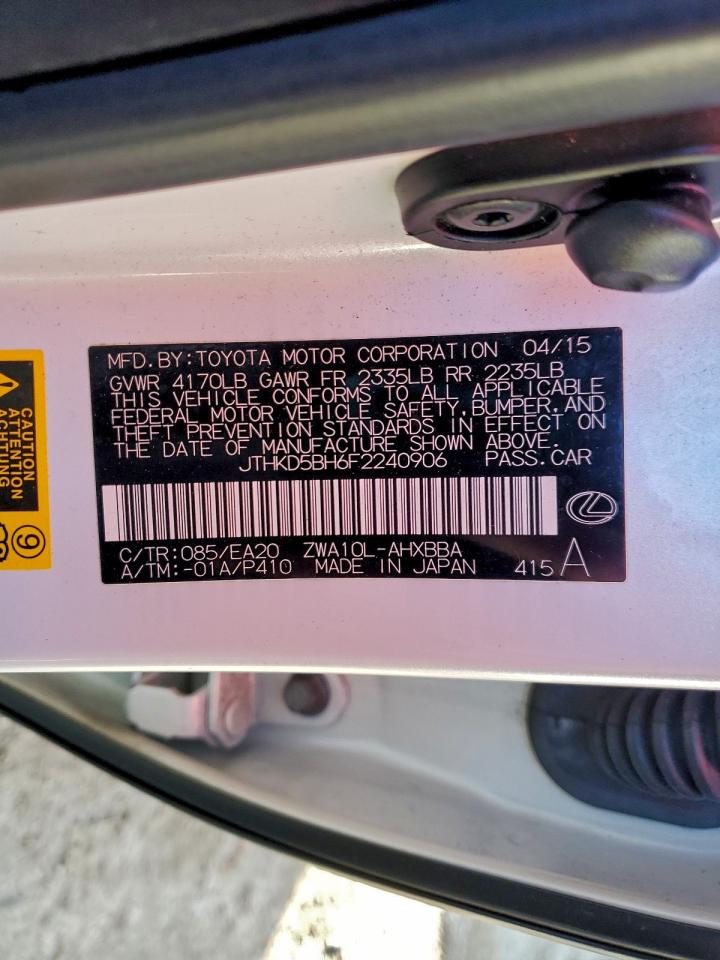 MFD. BY: TOYOTA MOTOR CORPORATION 04/15
GVWR 4170LB GAWR FR 2335LB RR 2235LB
THIS VEHICLE CONFORMS TO ALL APPLICABLE
FEDERAL MOTOR VEHICLE SAFETY, BUMPER, AND
THEFT PREVENTION STANDARDS IN EFFECT ON
THE DATE OF MANUFACTURE SHOWN ABOVE.
JTHKD5BH6F2240906 PASS. CAR
C/TR: 085/EA20 ZWA10L-AHXBBA
A/TM: -01A/P410 MADE IN JAPAN 415 A
CAUTION
ATTENTION
ACHTUNG
9